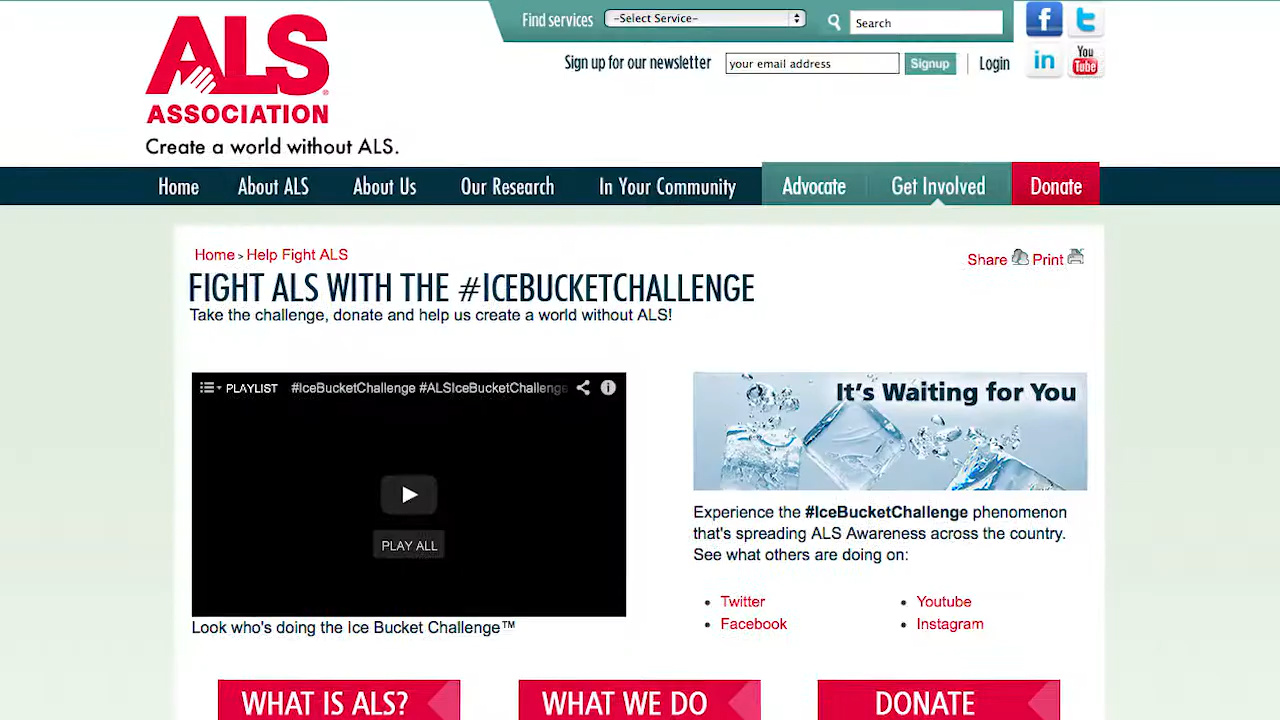 ALS
ASSOCIATION
Create a world without ALS.
Find services
-Select Service-
Search
Sign up for our newsletter
your email address
Signup
Login
f
t
in
You
Tube
Home
About ALS
About Us
Our Research
In Your Community
Advocate
Get Involved
Donate
Home > Help Fight ALS
Share
Print
FIGHT ALS WITH THE #ICEBUCKETCHALLENGE
Take the challenge, donate and help us create a world without ALS!
PLAYLIST
#IceBucketChallenge #ALSIceBucketChallenge
PLAY ALL
Look who's doing the Ice Bucket Challenge™
It's Waiting for You
Experience the #IceBucketChallenge phenomenon
that's spreading ALS Awareness across the country.
See what others are doing on:
• Twitter
• Facebook
• Youtube
• Instagram
WHAT IS ALS?
WHAT WE DO
DONATE